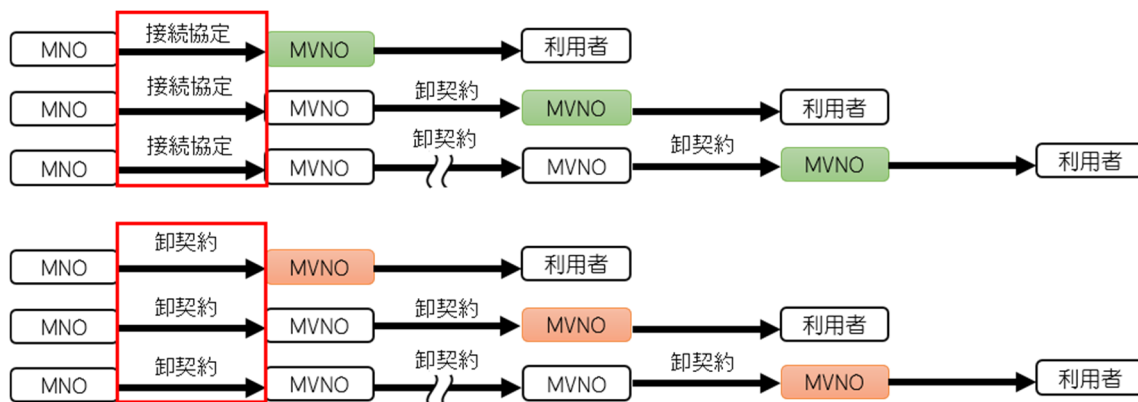 MNO 接続協定 MVNO 利用者
MNO 接続協定 MVNO 卸契約 MVNO 利用者
MNO 接続協定 MVNO 卸契約 MVNO 卸契約 MVNO 利用者
MNO 卸契約 MVNO 利用者
MNO 卸契約 MVNO 卸契約 MVNO 利用者
MNO 卸契約 MVNO 卸契約 MVNO 卸契約 MVNO 利用者